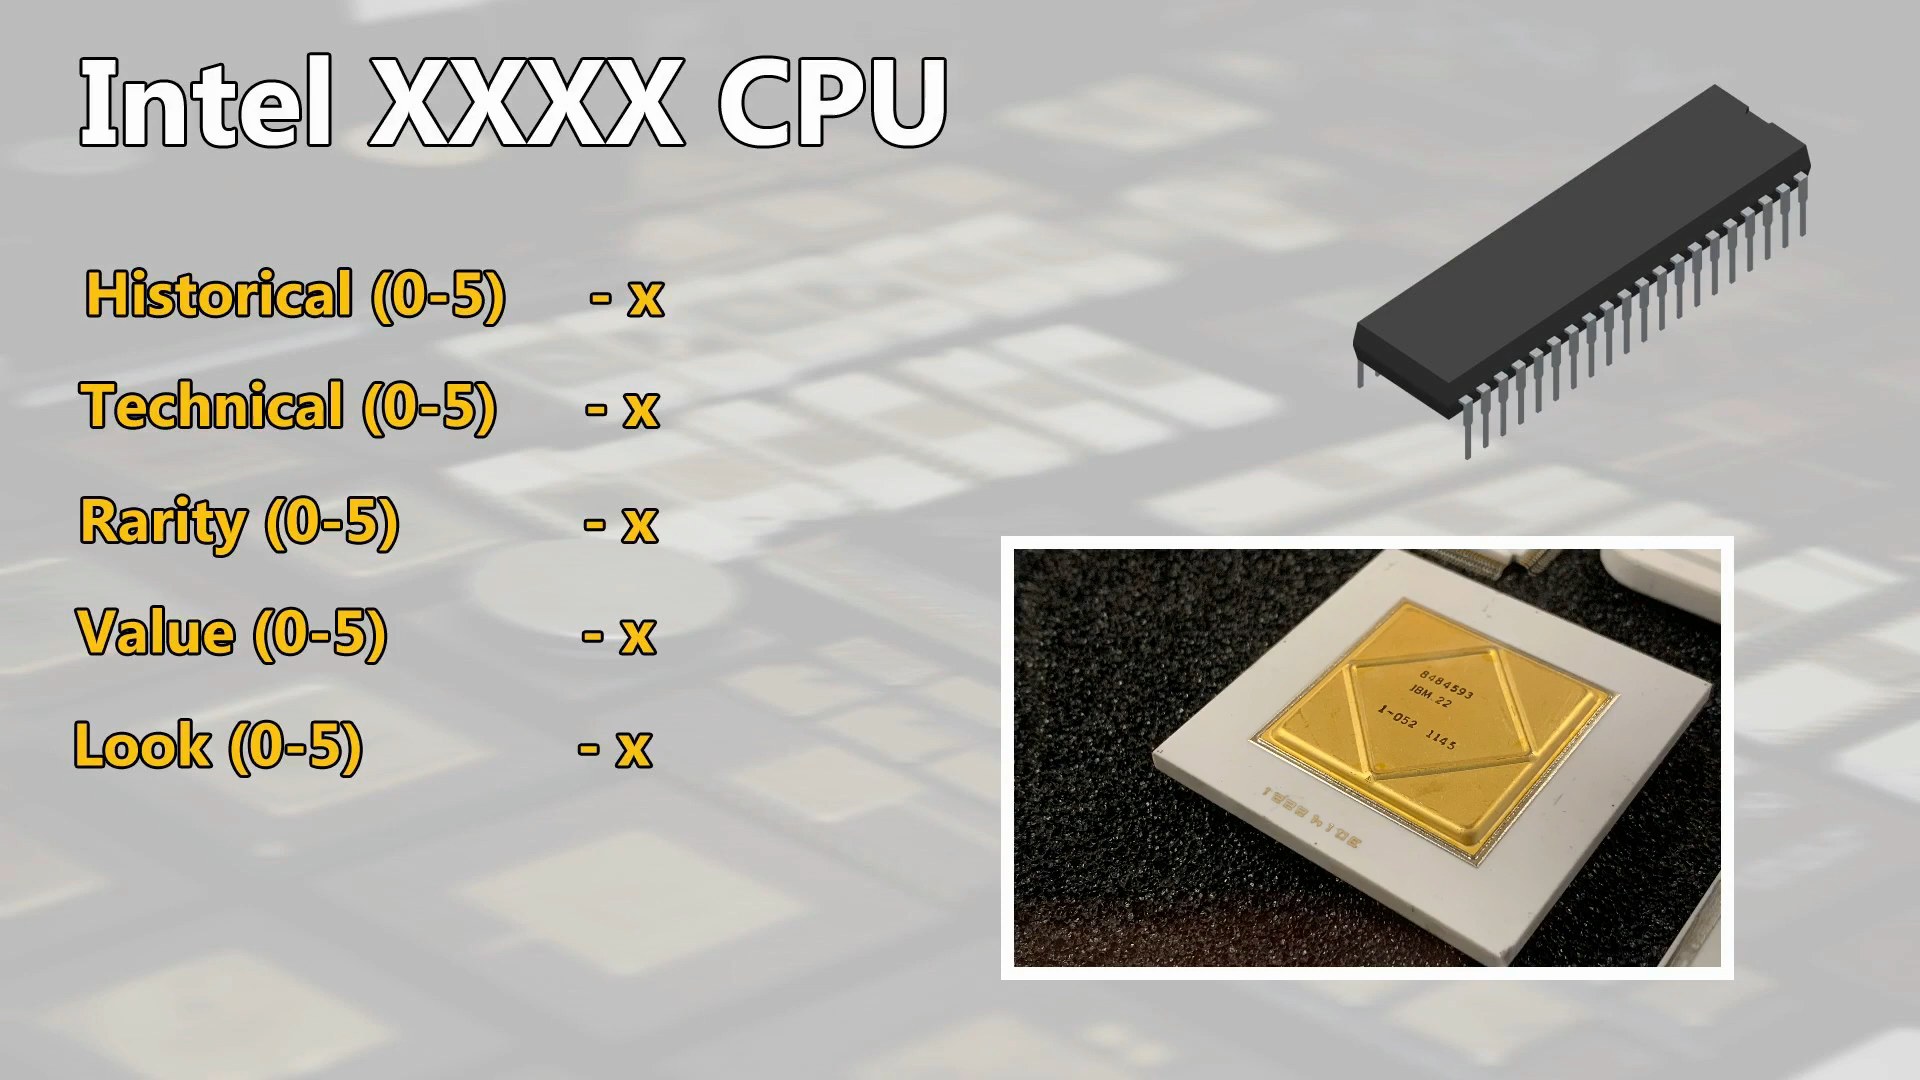 Intel XXXX CPU
Historical (0-5) - x
Technical (0-5) - x
Rarity (0-5) - x
Value (0-5) - x
Look (0-5) - x
8484593
IBM 22
1-052 1145